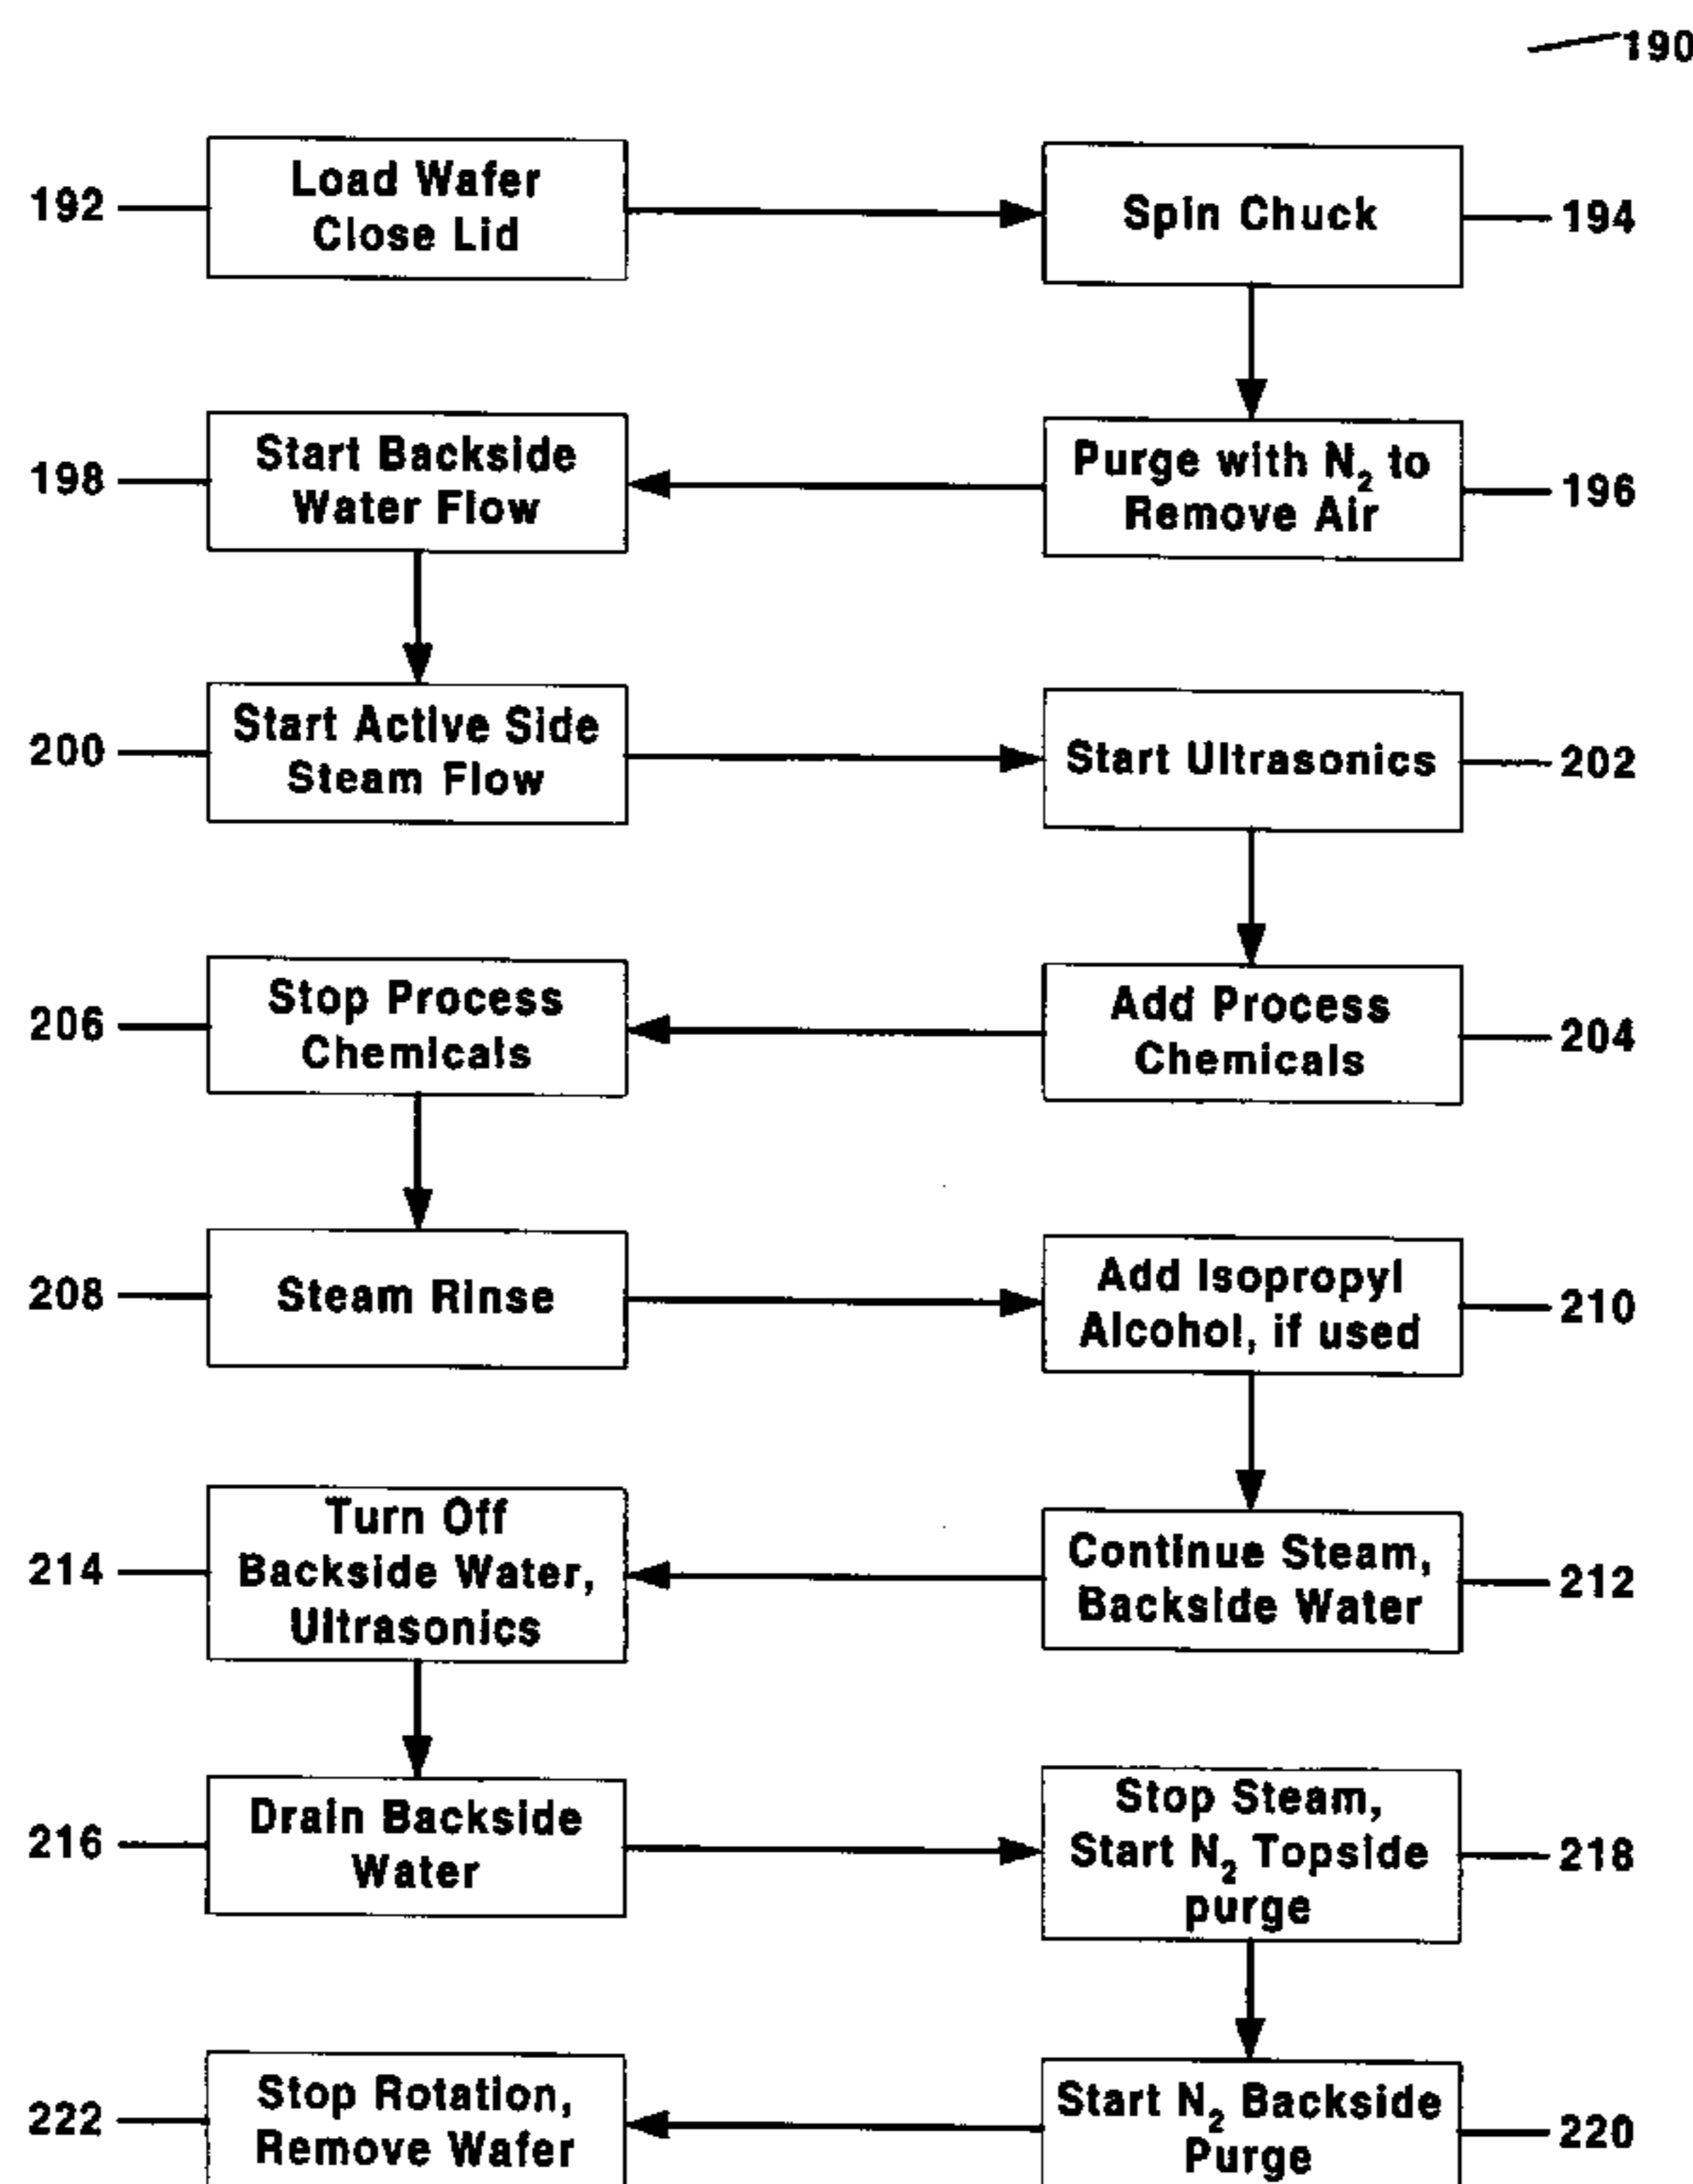 190
192
Load Wafer
Close Lid
Spin Chuck
194
198
Start Backside
Water Flow
Purge with N₂ to
Remove Air
196
200
Start Active Side
Steam Flow
Start Ultrasonics
202
206
Stop Process
Chemicals
Add Process
Chemicals
204
208
Steam Rinse
Add Isopropyl
Alcohol, if used
210
214
Turn Off
Backside Water,
Ultrasonics
Continue Steam,
Backside Water
212
216
Drain Backside
Water
Stop Steam,
Start N₂ Topside
purge
218
222
Stop Rotation,
Remove Wafer
Start N₂ Backside
Purge
220